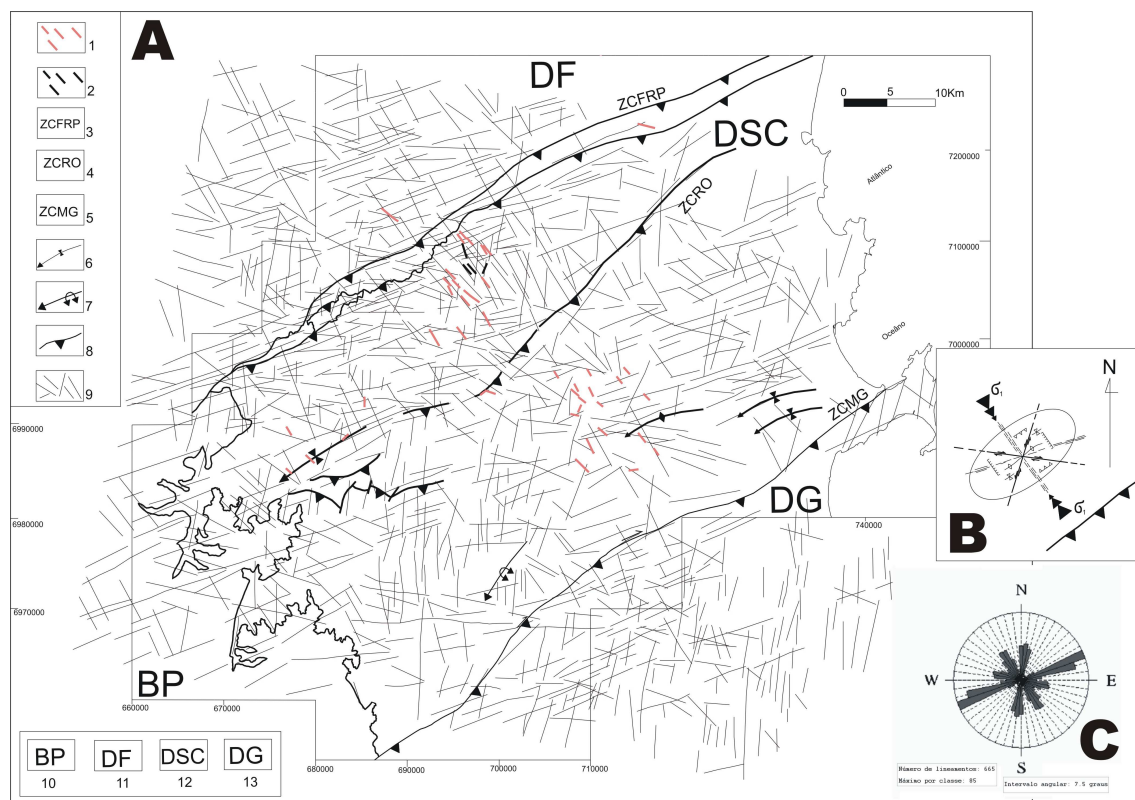 A
1
2
ZCFRP
3
ZCRO
4
ZCMG
5
6
7
8
9
DF
ZCFRP
DSC
ZCRO
0 5 10Km
Atlântico
Oceâno
7200000
7100000
7000000
6990000
6980000
6970000
ZCMG
DG
740000
BP
660000
670000
680000
690000
700000
710000
BP
10
DF
11
DSC
12
DG
13
N
σ1
σ1
B
N
W
E
S
C
Número de lineamentos: 665
Máximo por classe: 85
Intervalo angular: 7.5 graus